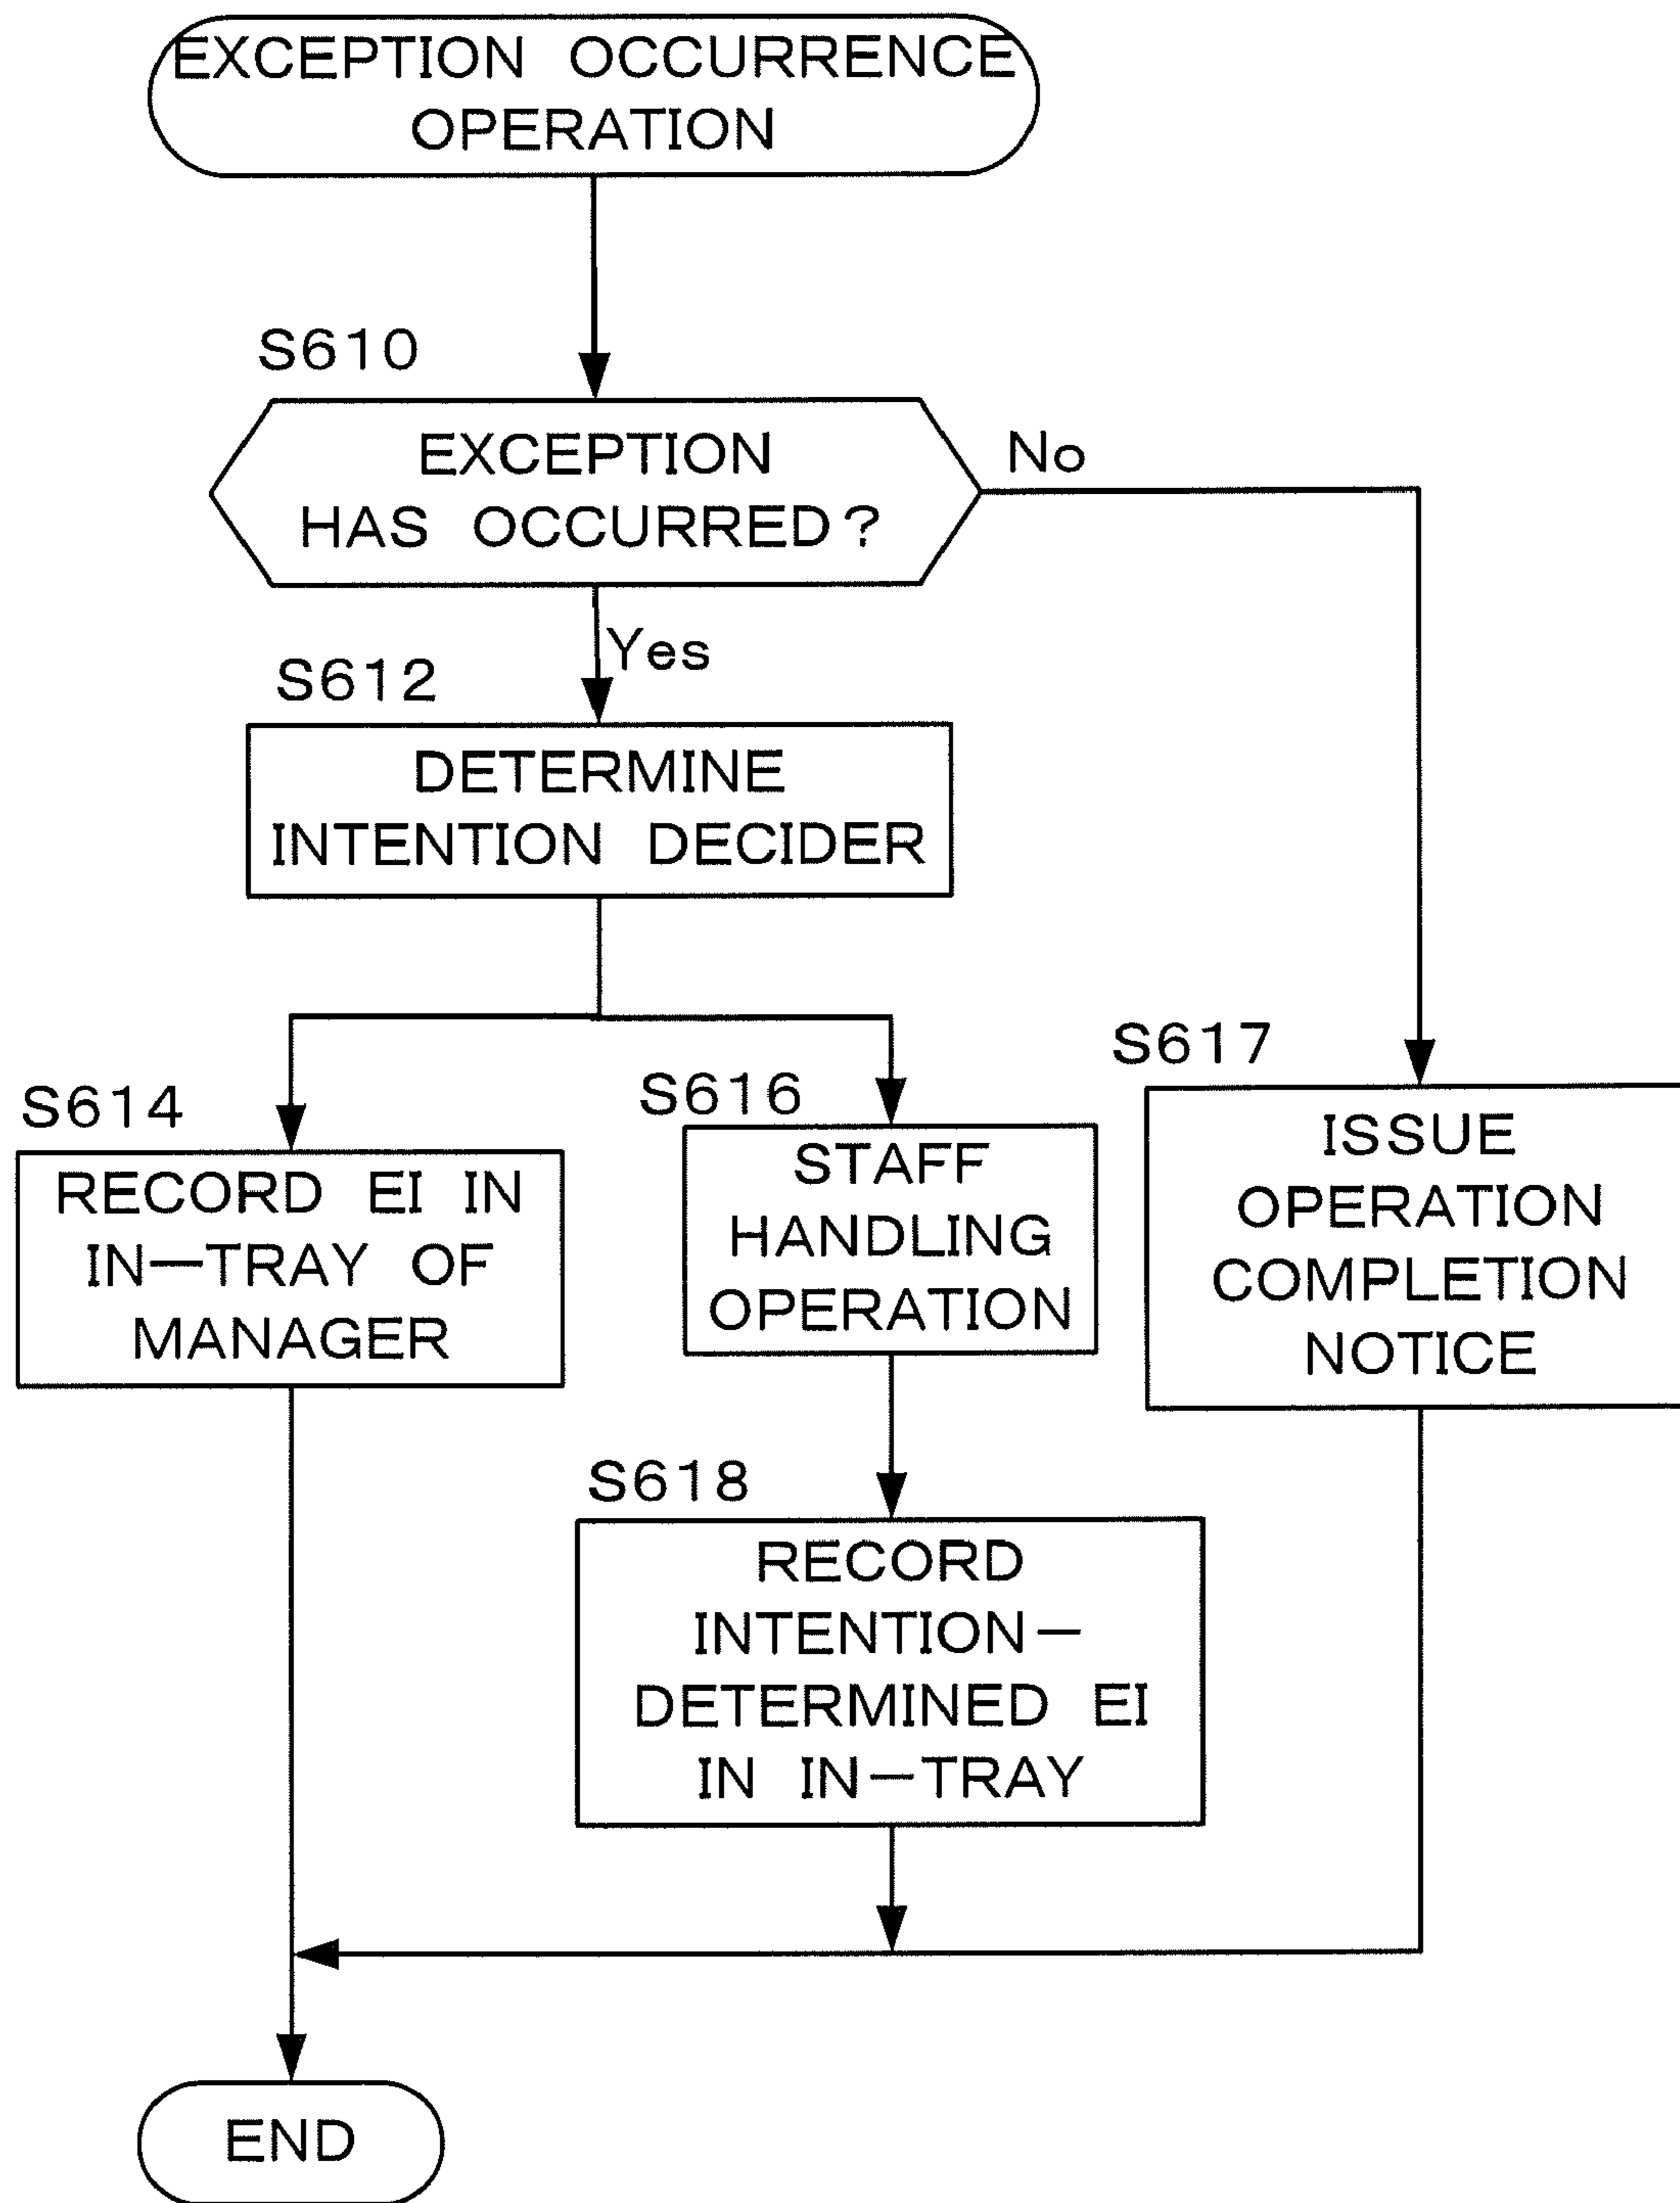 EXCEPTION OCCURRENCE
OPERATION
S610
EXCEPTION
HAS OCCURRED?
No
Yes
S612
DETERMINE
INTENTION DECIDER
S614
RECORD EI IN
IN-TRAY OF
MANAGER
S616
STAFF
HANDLING
OPERATION
S617
ISSUE
OPERATION
COMPLETION
NOTICE
S618
RECORD
INTENTION-
DETERMINED EI
IN IN-TRAY
END